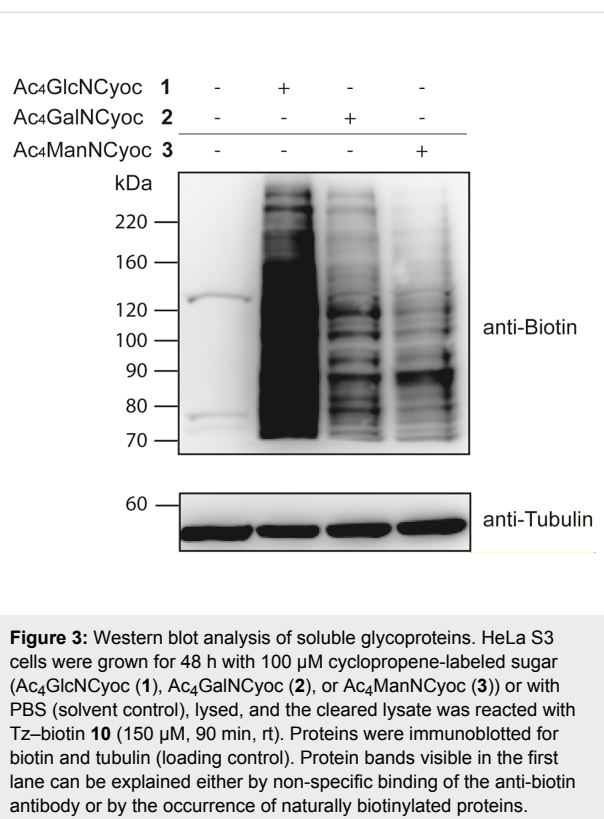 Ac4GlcNCyoc 1 - + - -
Ac4GalNCyoc 2 - - + -
Ac4ManNCyoc 3 - - - +
kDa
220
160
120
100
90
80
70
anti-Biotin
60
anti-Tubulin
Figure 3: Western blot analysis of soluble glycoproteins. HeLa S3
cells were grown for 48 h with 100 µM cyclopropene-labeled sugar
(Ac4GlcNCyoc (1), Ac4GalNCyoc (2), or Ac4ManNCyoc (3)) or with
PBS (solvent control), lysed, and the cleared lysate was reacted with
Tz–biotin 10 (150 µM, 90 min, rt). Proteins were immunoblotted for
biotin and tubulin (loading control). Protein bands visible in the first
lane can be explained either by non-specific binding of the anti-biotin
antibody or by the occurrence of naturally biotinylated proteins.